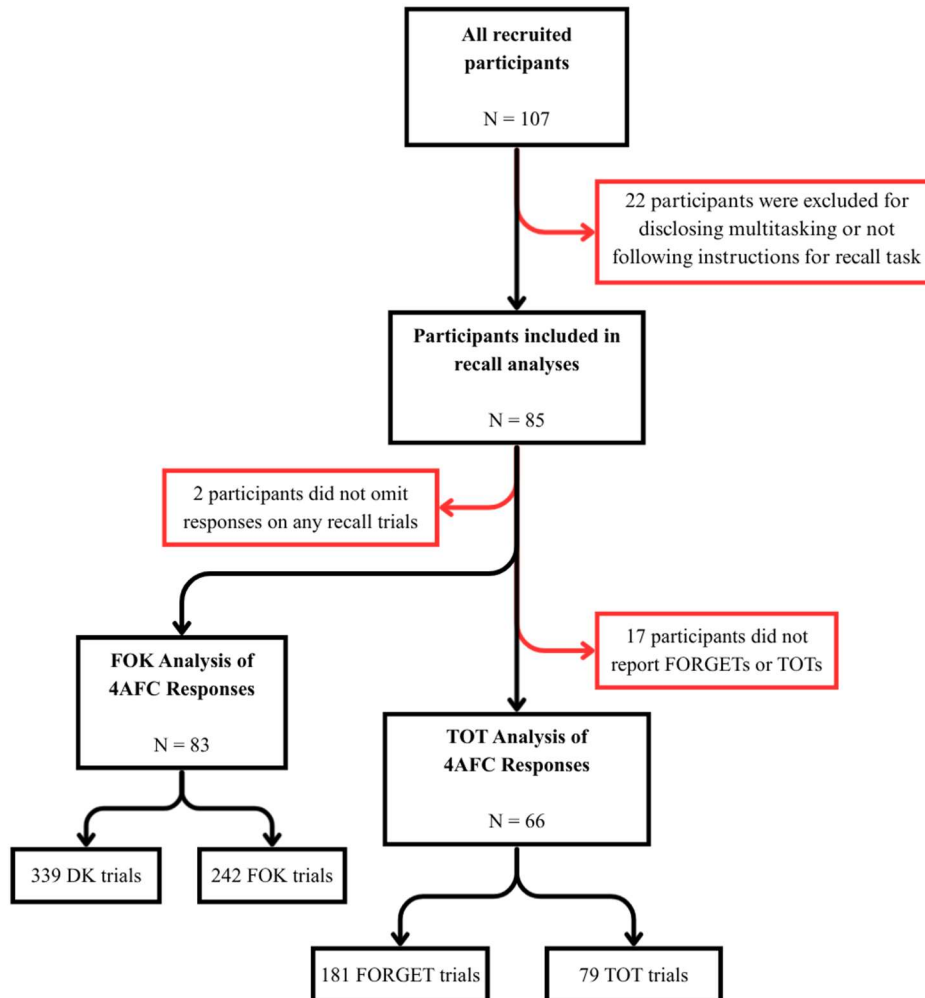 All recruited
participants
N = 107
22 participants were excluded for
disclosing multitasking or not
following instructions for recall task
Participants included in
recall analyses
N = 85
2 participants did not omit
responses on any recall trials
17 participants did not
report FORGETs or TOTs
FOK Analysis of
4AFC Responses
N = 83
TOT Analysis of
4AFC Responses
N = 66
339 DK trials
242 FOK trials
181 FORGET trials
79 TOT trials